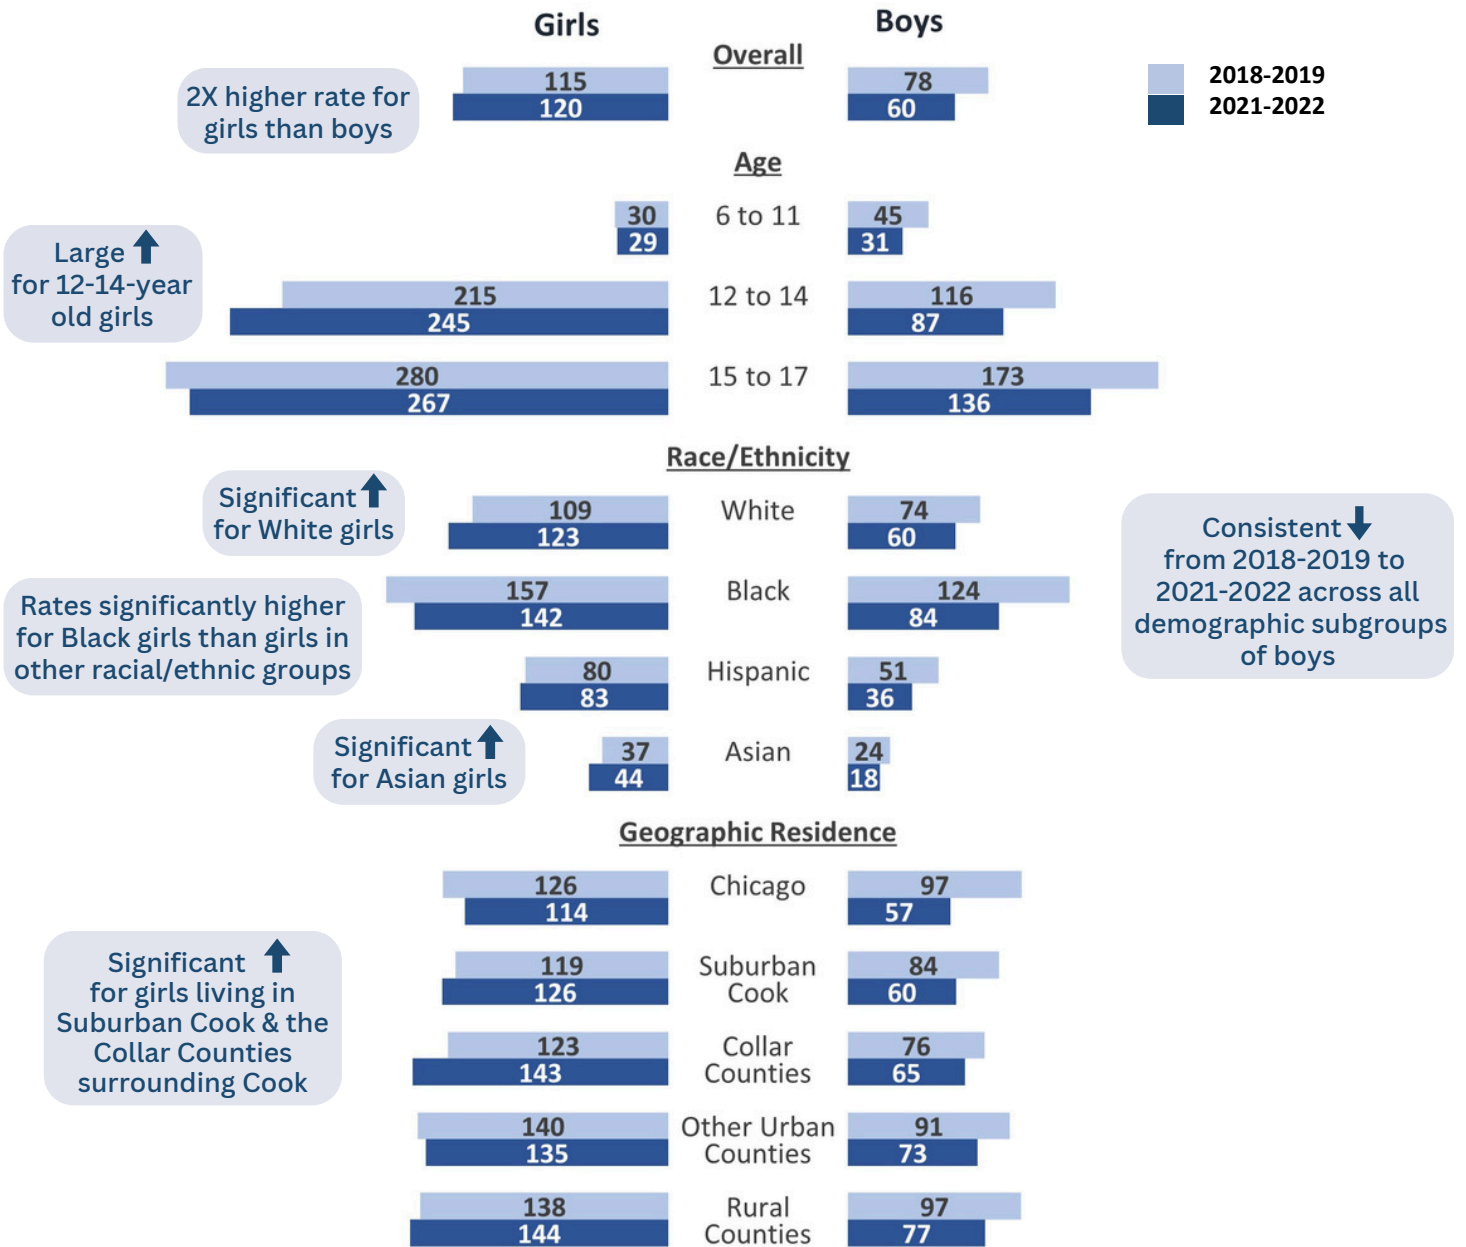 Girls
Boys
Overall
2018-2019
2021-2022
2X higher rate for
girls than boys
115
120
78
60
Age
30
29
6 to 11
45
31
Large
for 12-14-year
old girls
215
245
12 to 14
116
87
280
267
15 to 17
173
136
Race/Ethnicity
Significant
for White girls
109
123
White
74
60
Consistent
from 2018-2019 to
2021-2022 across all
demographic subgroups
of boys
Rates significantly higher
for Black girls than girls in
other racial/ethnic groups
157
142
Black
124
84
80
83
Hispanic
51
36
Significant
for Asian girls
37
44
Asian
24
18
Geographic Residence
126
114
Chicago
97
57
Significant
for girls living in
Suburban Cook & the
Collar Counties
surrounding Cook
119
126
Suburban
Cook
84
60
123
143
Collar
Counties
76
65
140
135
Other Urban
Counties
91
73
138
144
Rural
Counties
97
77